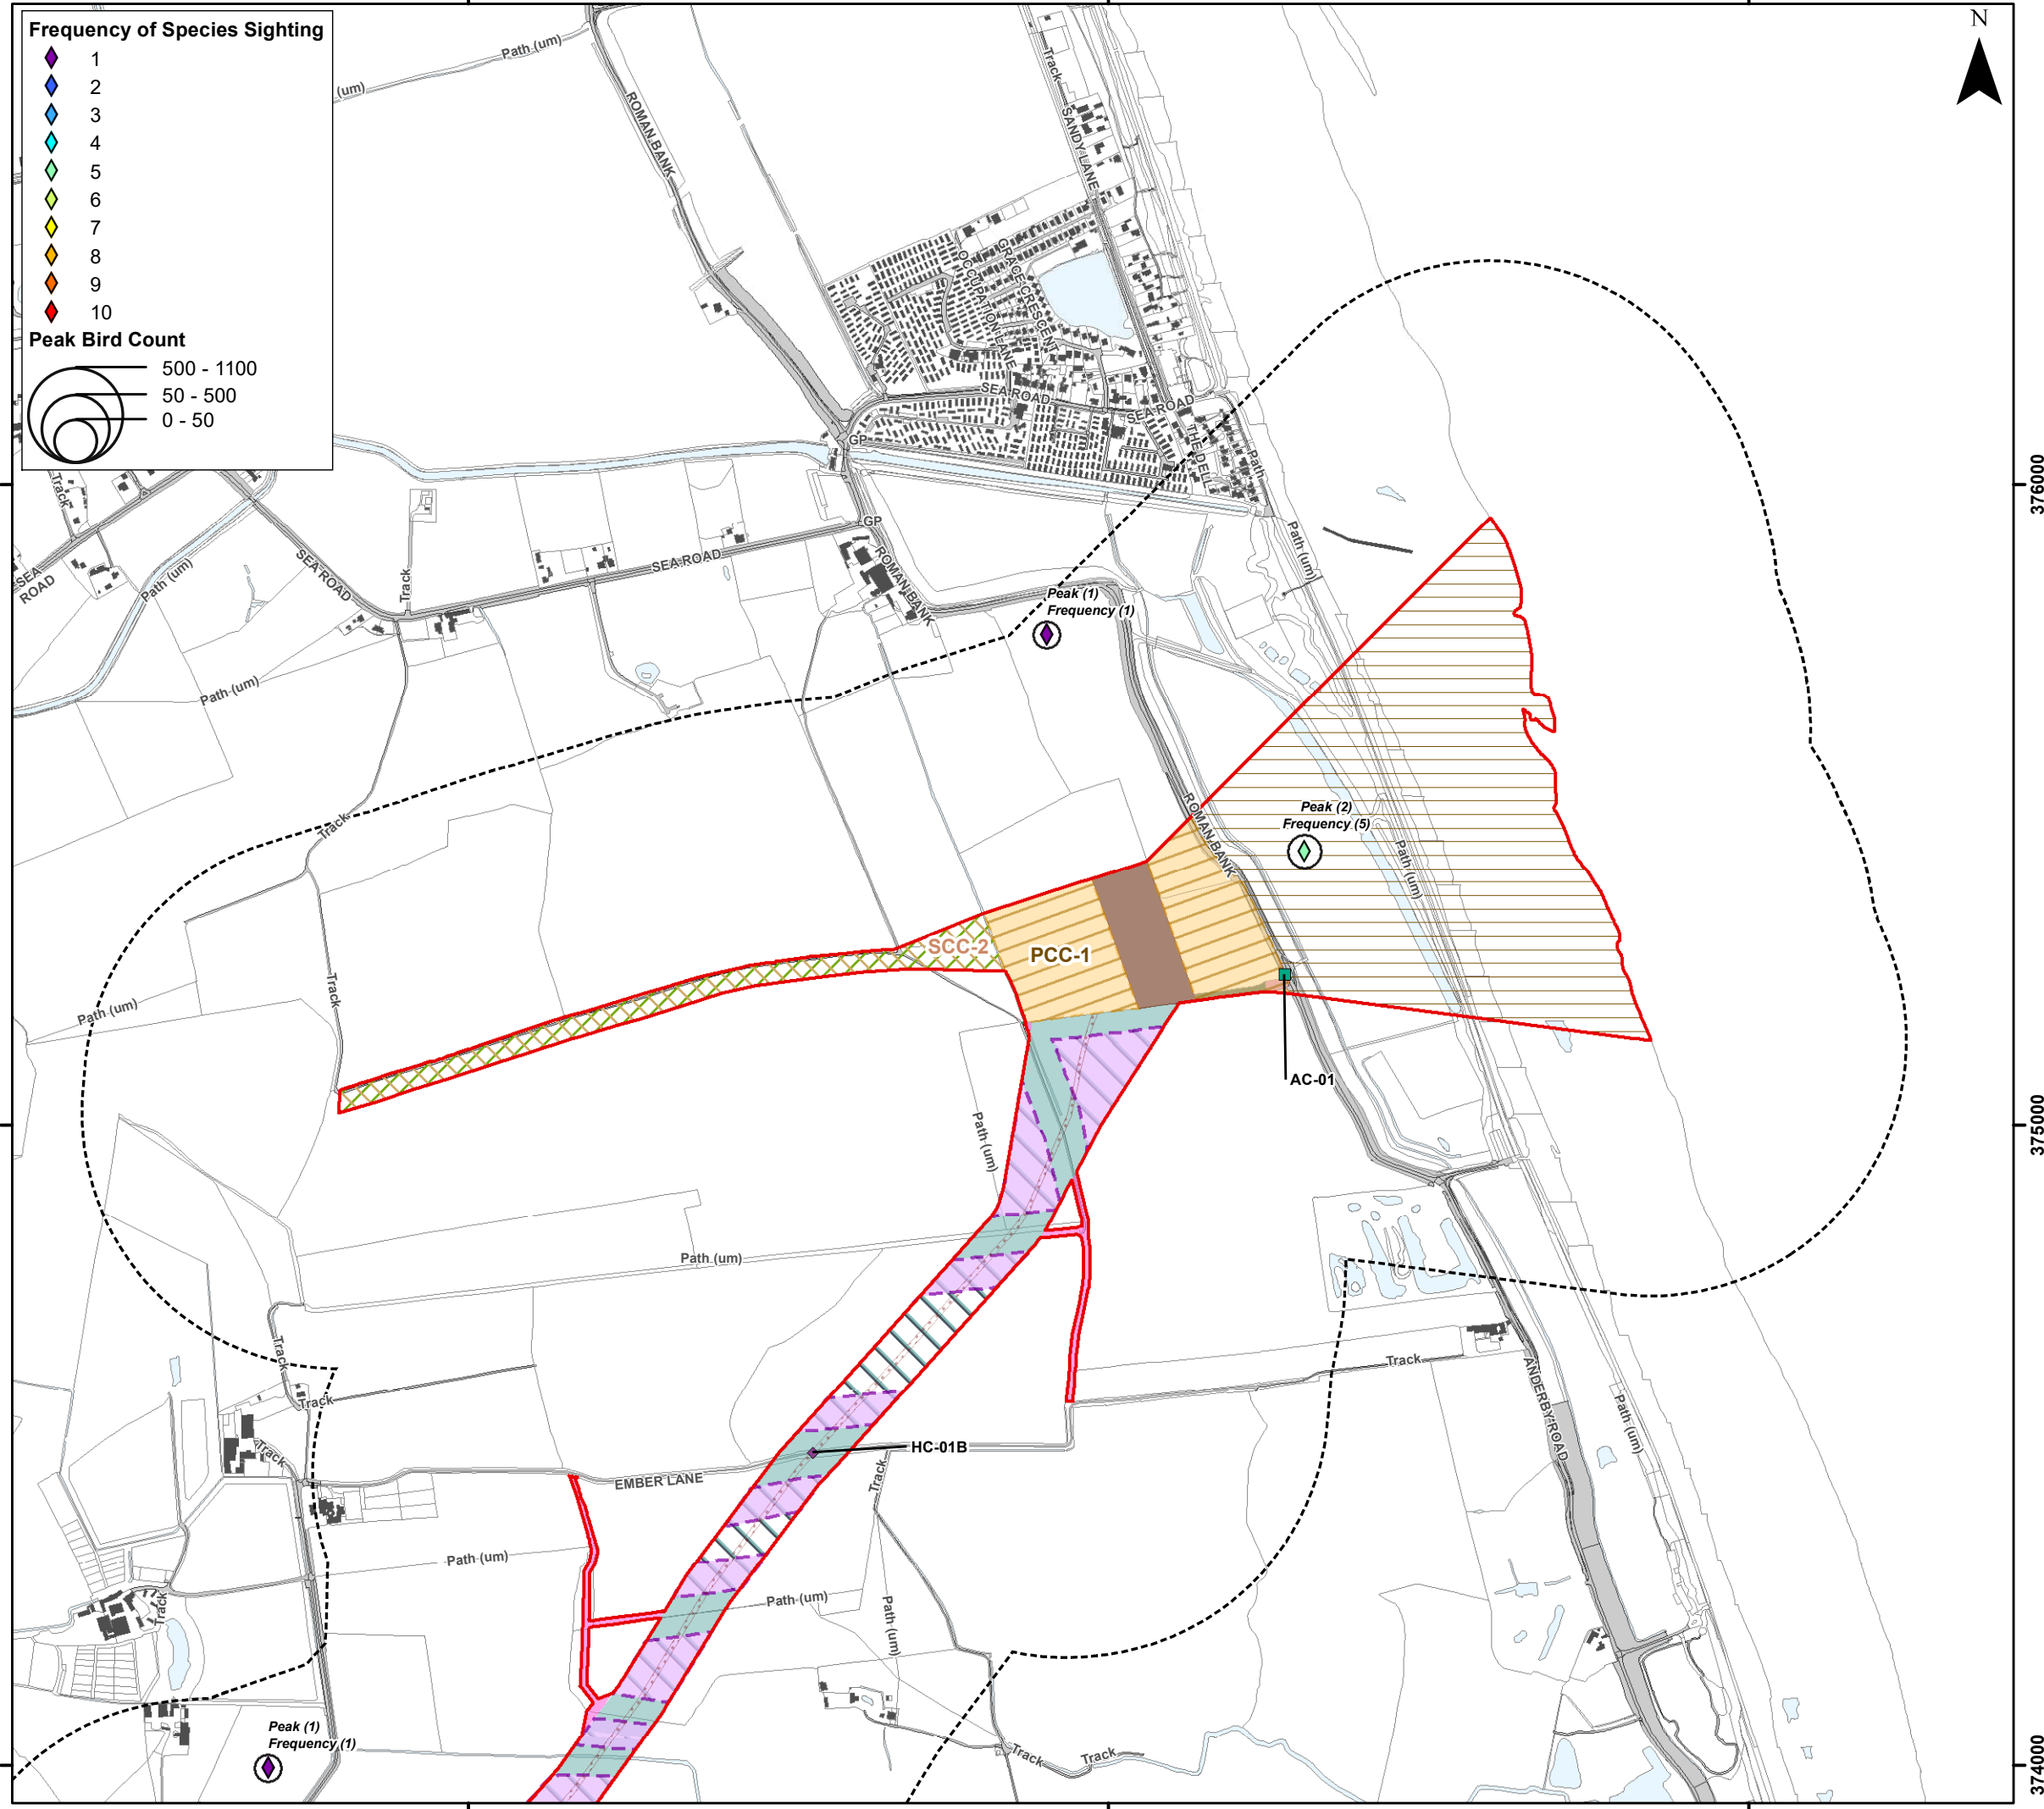 Frequency of Species Sighting
1
2
3
4
5
6
7
8
9
10
Peak Bird Count
500 - 1100
50 - 500
0 - 50
N
Path (um)
(um)
ROMAN BANK
Track
SANDY LANE
GRACE CRESCENT
OCCUPATION LANE
SEA ROAD
SEA ROAD
THE DELL
Path
GP
GP
Track
SEA
ROAD
Path (um)
SEA ROAD
Track
SEA ROAD
ROMAN BANK
Path (um)
376000
Peak (1)
Frequency (1)
Path (um)
Track
ROMAN BANK
Peak (2)
Frequency (5)
Path (um)
SCC-2
PCC-1
Track
Path (um)
AC-01
375000
Path (um)
Path (um)
Track
Track
Track
Track
ANDERBY ROAD
Path (um)
HC-01B
EMBER LANE
Track
Path (um)
Track
Path (um)
Path (um)
Peak (1)
Frequency (1)
Track
Track
374000